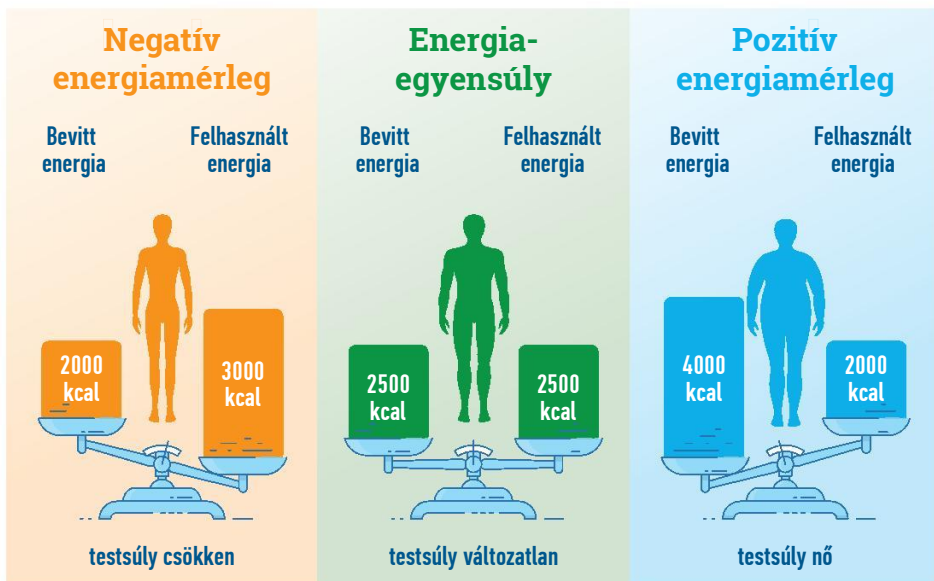 Negatív
energiamérleg
Bevitt
energia
Felhasznált
energia
2000
kcal
3000
kcal
testsúly csökken
Energia-
egyensúly
Bevitt
energia
Felhasznált
energia
2500
kcal
2500
kcal
testsúly változatlan
Pozitív
energiamérleg
Bevitt
energia
Felhasznált
energia
4000
kcal
2000
kcal
testsúly nő